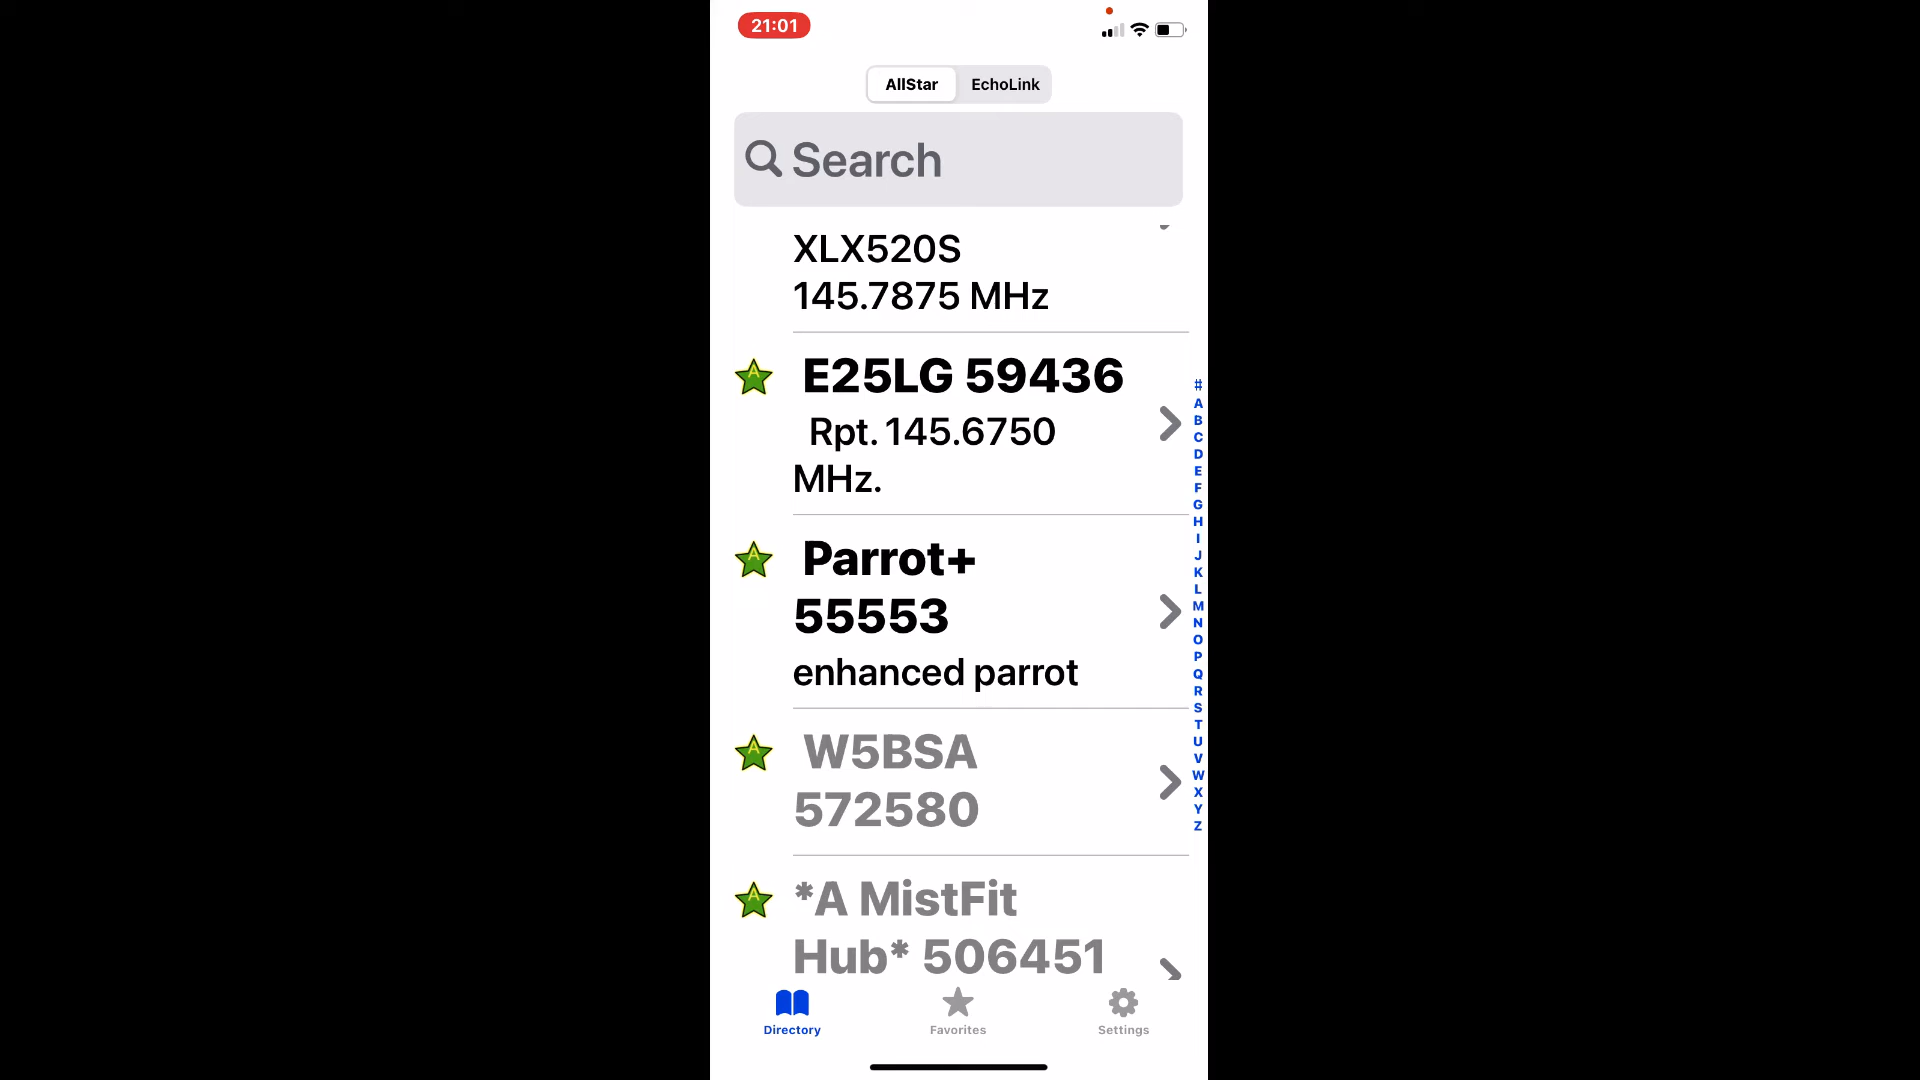 21:01
AllStar EchoLink
Search
XLX520S
145.7875 MHz
E25LG 59436
Rpt. 145.6750
MHz.
Parrot+
55553
enhanced parrot
W5BSA
572580
*A MistFit
Hub* 506451
#
A
B
C
D
E
F
G
H
I
J
K
L
M
N
O
P
Q
R
S
T
U
V
W
X
Y
Z
Directory Favorites Settings